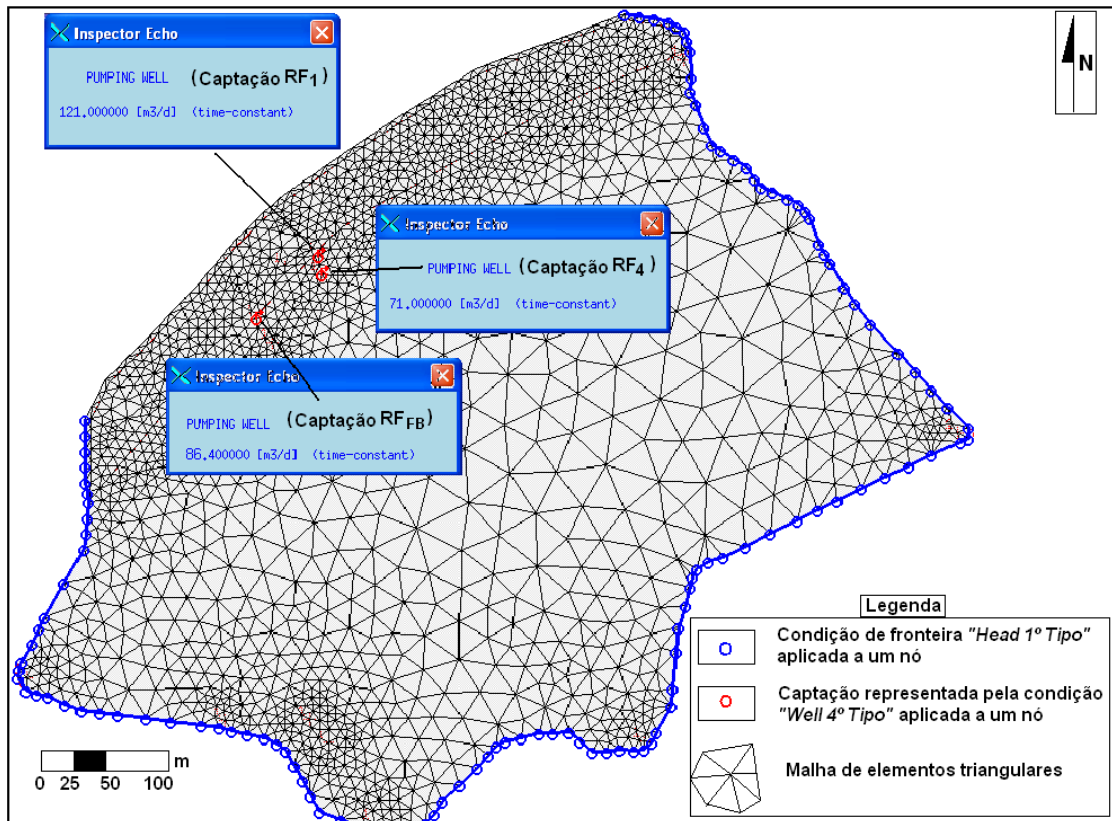 Inspector Echo
PUMPING WELL (Captação RF1)
121.000000 [m3/d] (time-constant)
N
Inspector Echo
PUMPING WELL (Captação RF4)
71.000000 [m3/d] (time-constant)
Inspector Echo
PUMPING WELL (Captação RFFB)
86.400000 [m3/d] (time-constant)
Legenda
Condição de fronteira "Head 1º Tipo"
aplicada a um nó
Captação representada pela condição
"Well 4º Tipo" aplicada a um nó
Malha de elementos triangulares
m
0 25 50 100